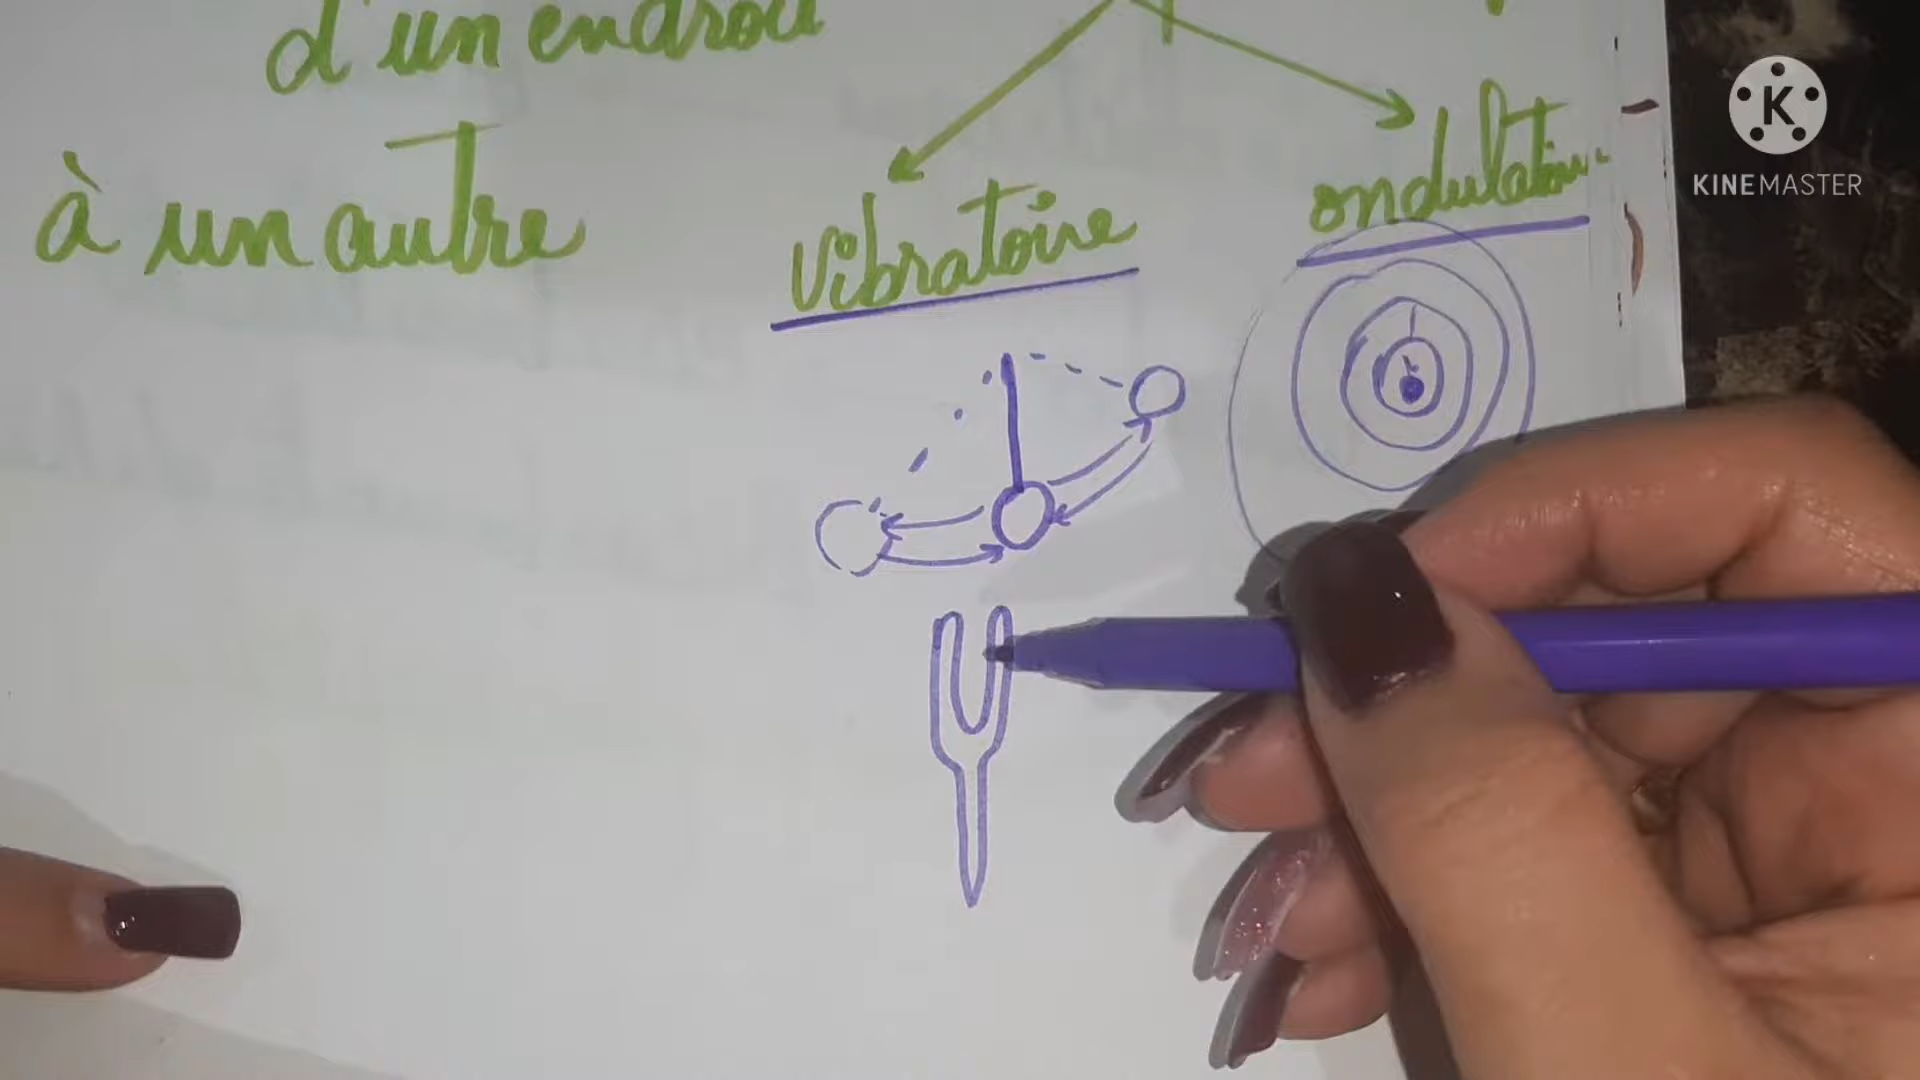 d'un endroit
à un autre
vibratoire
ondulatoire
K
KINEMASTER